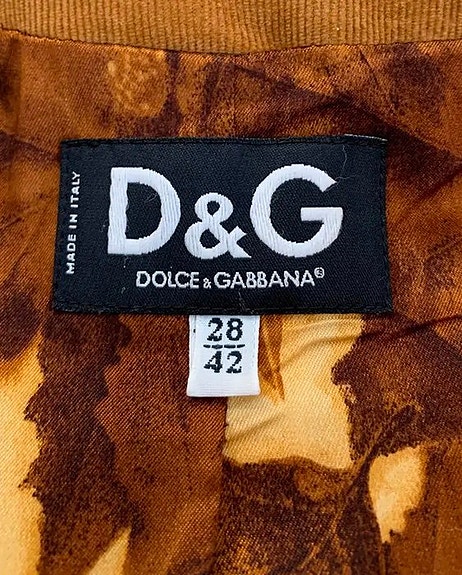 MADE IN ITALY
D&G
DOLCE & GABBANA®
28
42